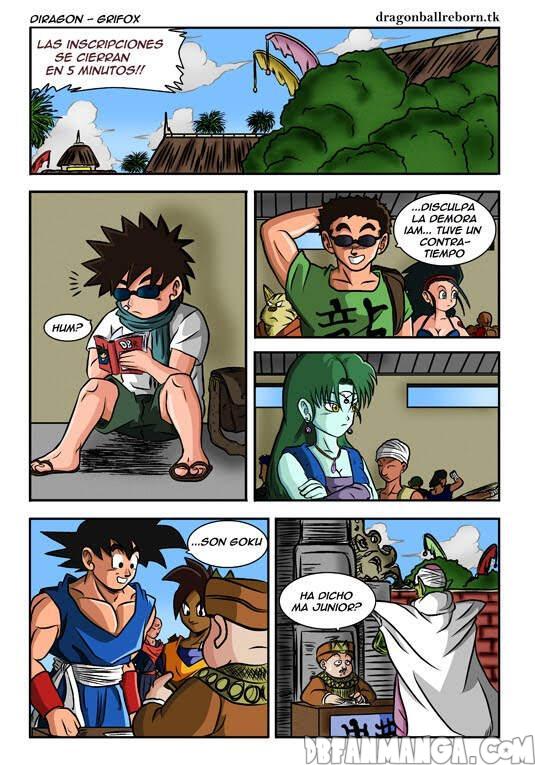 DIRAGON - GRIFOX
dragonballreborn.tk
LAS INSCRIPCIONES
SE CIERRAN
EN 5 MINUTOS!!
HUM?
...DISCULPA
LA DEMORA
IAM... TUVE UN
CONTRA-
TIEMPO
...SON GOKU
HA DICHO
MA JUNIOR?
DBFANMANGA.COM